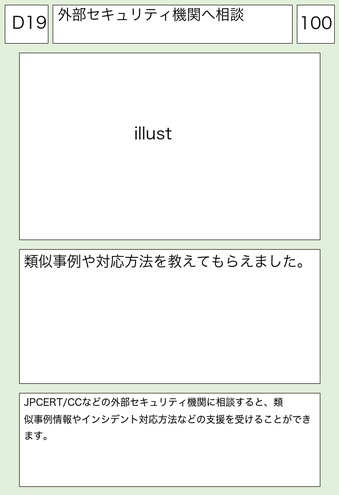 D19
外部セキュリティ機関へ相談
100
illust
類似事例や対応方法を教えてもらえました。
JPCERT/CCなどの外部セキュリティ機関に相談すると、類
似事例情報やインシデント対応方法などの支援を受けることができ
ます。